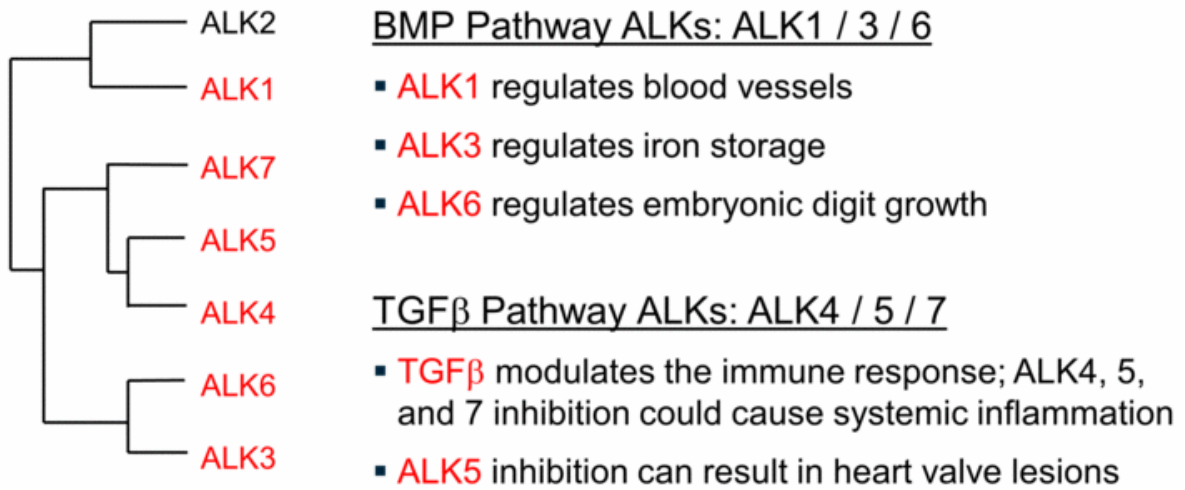 ALK2
ALK1
ALK7
ALK5
ALK4
ALK6
ALK3
BMP Pathway ALKs: ALK1 / 3 / 6
▪ ALK1 regulates blood vessels
▪ ALK3 regulates iron storage
▪ ALK6 regulates embryonic digit growth
TGFβ Pathway ALKs: ALK4 / 5 / 7
▪ TGFβ modulates the immune response; ALK4, 5,
and 7 inhibition could cause systemic inflammation
▪ ALK5 inhibition can result in heart valve lesions